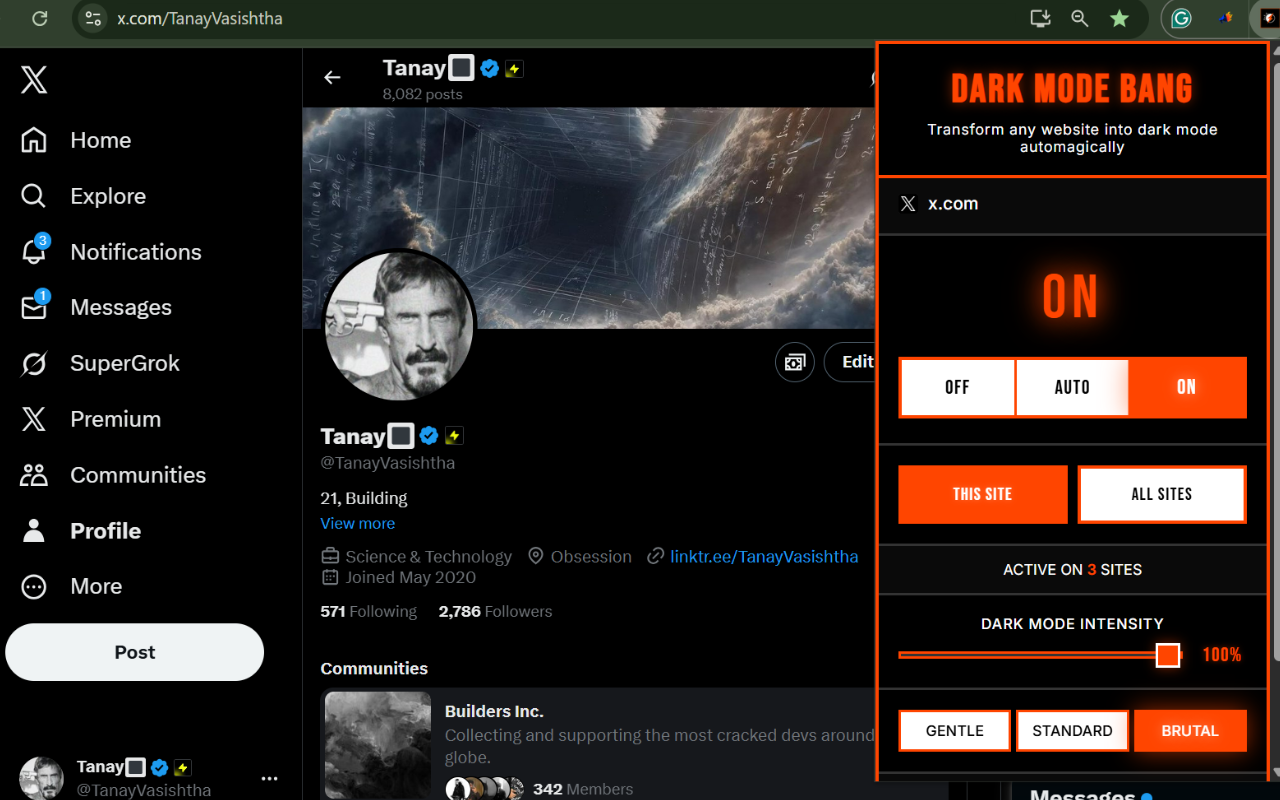 x.com/TanayVasishtha
Home
Explore
3
Notifications
1
Messages
SuperGrok
Premium
Communities
Profile
More
Post
Tanay
@TanayVasishtha
Tanay
8,082 posts
Edit
Tanay
@TanayVasishtha
21, Building
View more
Science & Technology Obsession linktr.ee/TanayVasishtha
Joined May 2020
571 Following 2,786 Followers
Communities
Builders Inc.
Collecting and supporting the most cracked devs around
globe.
342 Members
DARK MODE BANG
Transform any website into dark mode
automagically
x.com
ON
OFF AUTO ON
THIS SITE ALL SITES
ACTIVE ON 3 SITES
DARK MODE INTENSITY
100%
GENTLE STANDARD BRUTAL
Messages